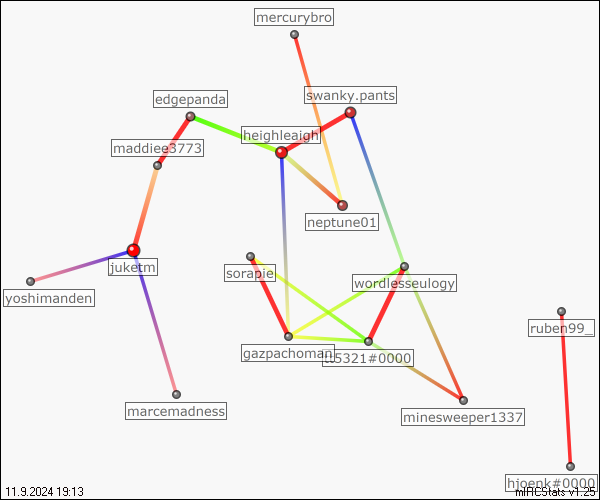 mercurybro
swanky.pants
edgepanda
heighleaigh
maddiee3773
neptune01
juketm
sorapie
wordlesseulogy
yoshimanden
ruben99_
gazpachoman
5321#0000
marcemadness
minesweeper1337
hjoenk#0000
11.9.2024 19:13
mIRCStats v1.25